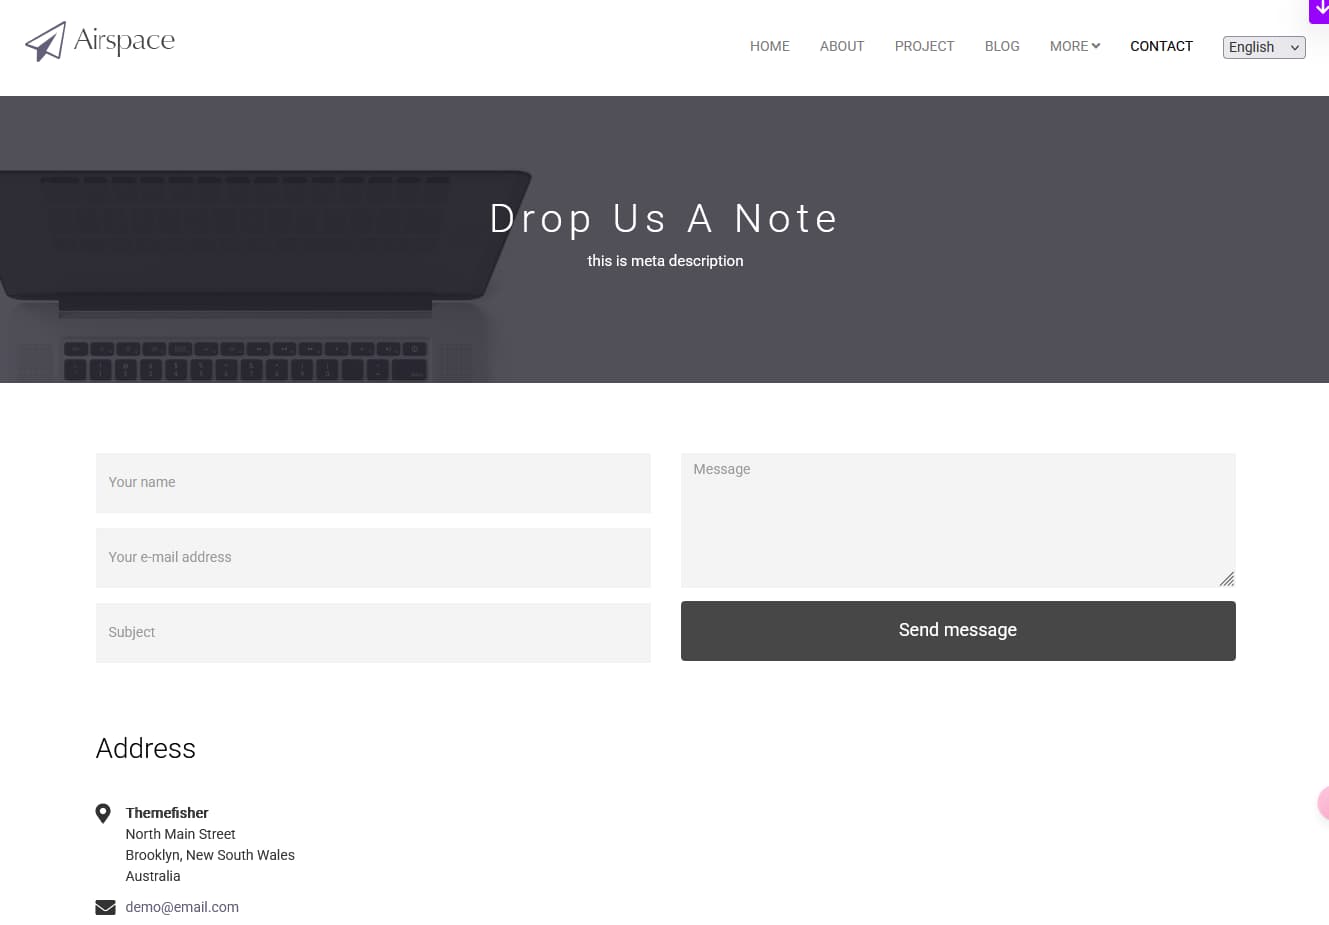 Airspace
HOME ABOUT PROJECT BLOG MORE CONTACT English
Drop Us A Note
this is meta description
Your name
Message
Your e-mail address
Subject
Send message
Address
Themefisher
North Main Street
Brooklyn, New South Wales
Australia
demo@email.com